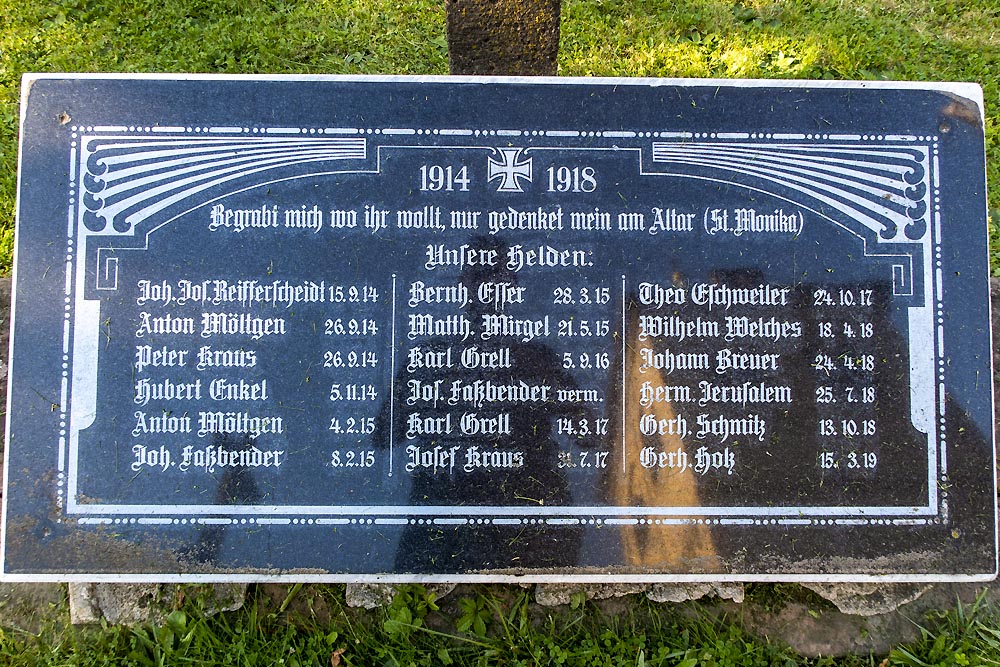 1914 1918
Begrabi mich wo ihr wollt, nur gedenket mein am Altar (St. Monika)
Unsere Helden:
Joh. Jos. Reifferscheidt 15.9.14
Anton Möltgen 26.9.14
Peter Kraus 26.9.14
Hubert Enkel 5.11.14
Anton Möltgen 4.2.15
Joh. Faßbender 8.2.15
Bernh. Esser 28.3.15
Matth. Mirgel 21.5.15
Karl Grell 5.9.16
Jos. Faßbender verm.
Karl Grell 14.3.17
Josef Kraus 31.7.17
Theo Eschweiler 24.10.17
Wilhelm Welches 18.4.18
Johann Breuer 24.4.18
Herm. Jerusalem 25.7.18
Gerh. Schmitz 13.10.18
Gerh. Hotz 15.3.19